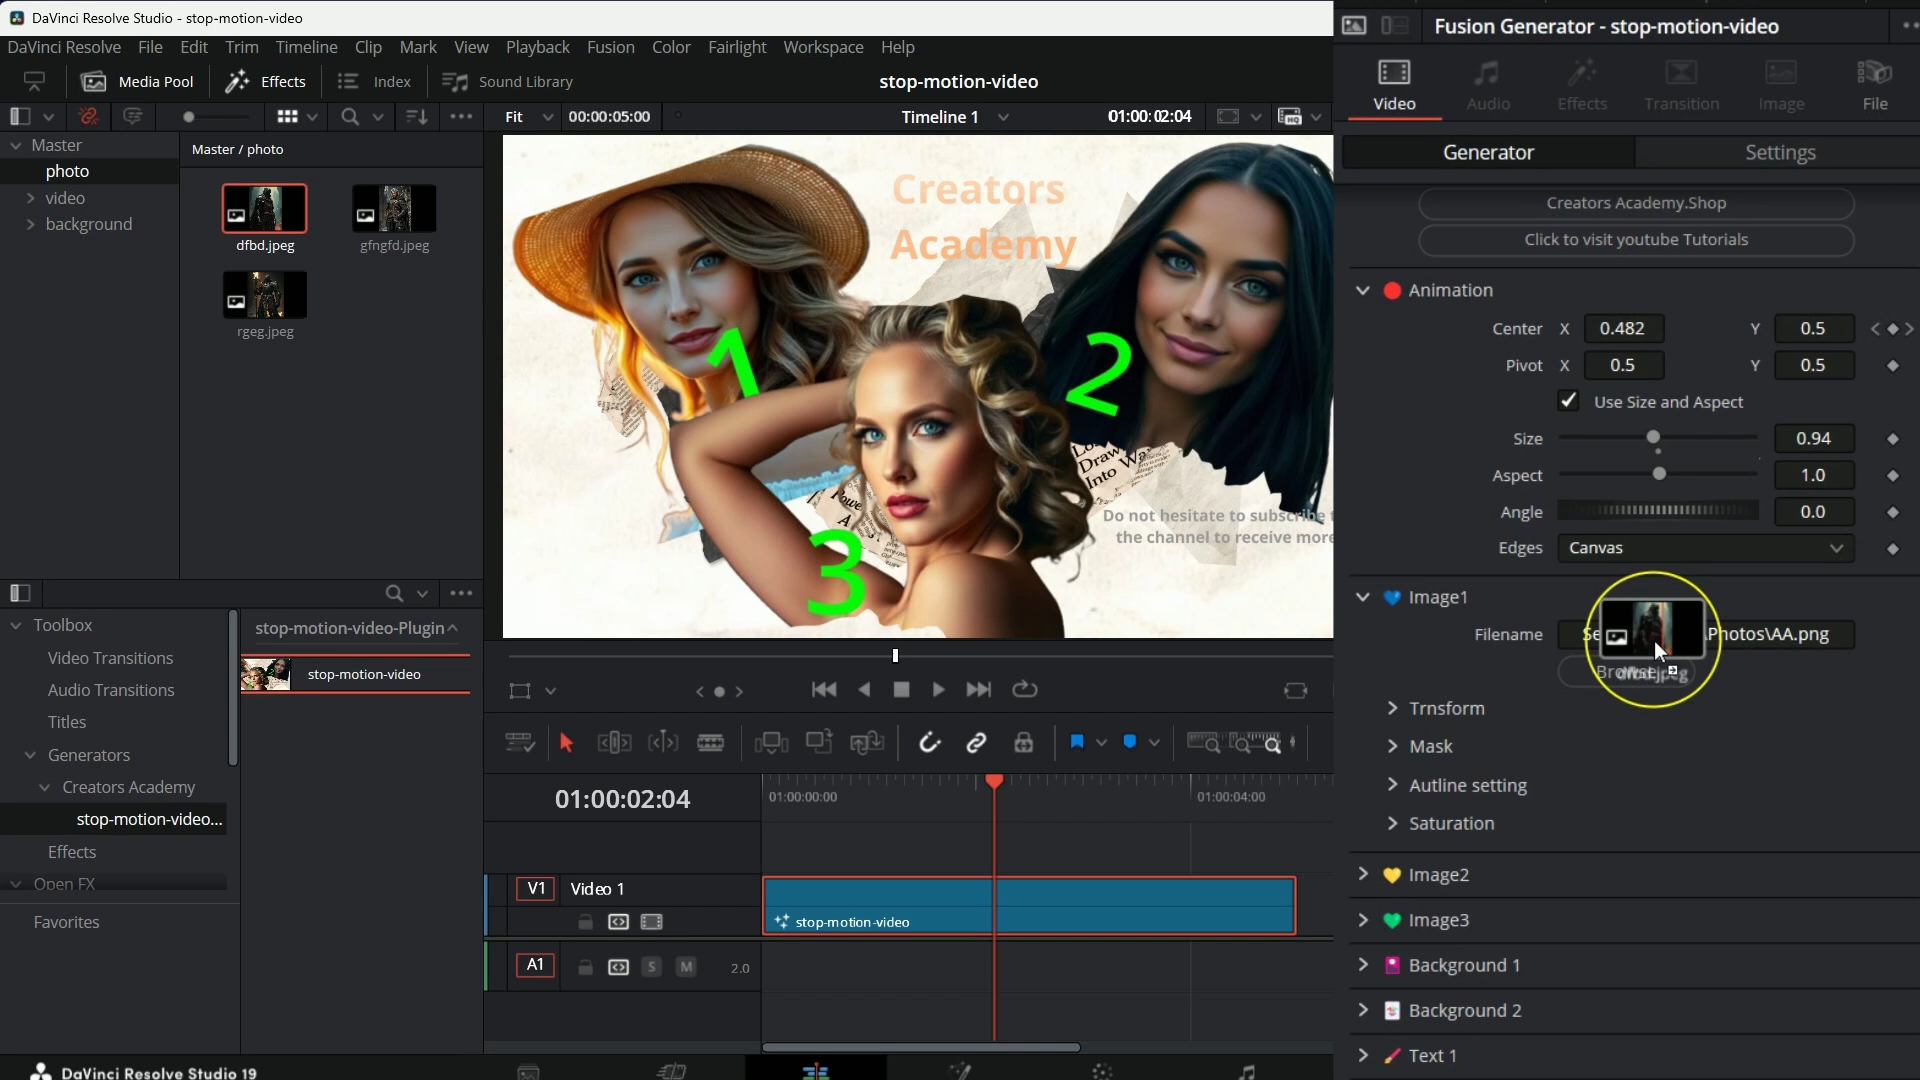 DaVinci Resolve Studio - stop-motion-video
DaVinci Resolve File Edit Trim Timeline Clip Mark View Playback Fusion Color Fairlight Workspace Help
Media Pool Effects Index Sound Library stop-motion-video
Fit 00:00:05:00 Timeline 1 01:00:02:04
Master
photo
video
background
Master / photo
dfbd.jpeg gfngfd.jpeg
rgeg.jpeg
Creators
Academy
1
2
3
Do not hesitate to subscribe
the channel to receive more
Toolbox
Video Transitions
Audio Transitions
Titles
Generators
Creators Academy
stop-motion-video...
Effects
Open FX
Favorites
stop-motion-video-Plugin
stop-motion-video
01:00:02:04
01:00:00:00 01:00:04:00
V1 Video 1
stop-motion-video
A1 S M 2.0
DaVinci Resolve Studio 19
Fusion Generator - stop-motion-video
Video Audio Effects Transition Image File
Generator Settings
Creators Academy.Shop
Click to visit youtube Tutorials
Animation
Center X 0.482 Y 0.5
Pivot X 0.5 Y 0.5
Use Size and Aspect
Size 0.94
Aspect 1.0
Angle 0.0
Edges Canvas
Image1
Filename Photos\AA.png
dfbd.jpeg
Trnsform
Mask
Autline setting
Saturation
Image2
Image3
Background 1
Background 2
Text 1